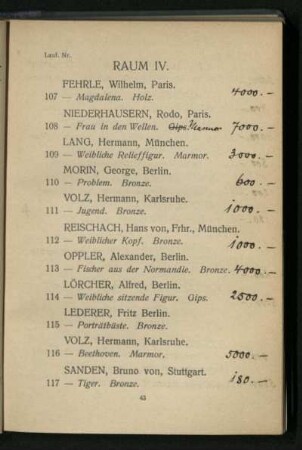 Lauf. Nr.
RAUM IV.
FEHRLE, Wilhelm, Paris.
107 — Magdalena. Holz. 4000.—
NIEDERHÄUSERN, Rodo, Paris.
108 — Frau in den Wellen. Gips. Marmor 7000.—
LANG, Hermann, München.
109 — Weibliche Relieffigur. Marmor. 3000.—
MORIN, George, Berlin.
110 — Problem. Bronze. 600.—
VOLZ, Hermann, Karlsruhe.
111 — Jugend. Bronze. 1000.—
REISCHACH, Hans von, Frhr., München.
112 — Weiblicher Kopf. Bronze. 1000.—
OPPLER, Alexander, Berlin.
113 — Fischer aus der Normandie. Bronze. 4000.—
LÖRCHER, Alfred, Berlin.
114 — Weibliche sitzende Figur. Gips. 2500.—
LEDERER, Fritz Berlin.
115 — Porträtbüste. Bronze.
VOLZ, Hermann, Karlsruhe.
116 — Beethoven. Marmor. 5000.—
SANDEN, Bruno von, Stuttgart.
117 — Tiger. Bronze. 180.—
43